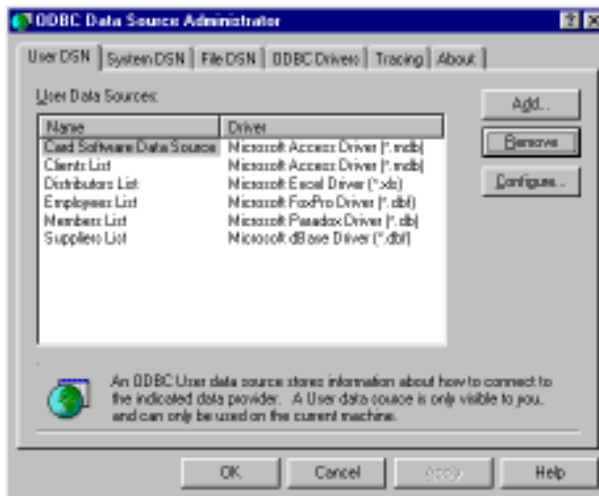 ODBC Data Source Administrator
User DSN System DSN File DSN ODBC Drivers Tracing About
User Data Sources:
Add...
Name Driver
Card Software Data Source Microsoft Access Driver (*.mdb)
Remove
Clients List Microsoft Access Driver (*.mdb)
Distributors List Microsoft Excel Driver (*.xls)
Configure...
Employees List Microsoft FoxPro Driver (*.dbf)
Members List Microsoft Paradox Driver (*.db)
Suppliers List Microsoft dBase Driver (*.dbf)
An ODBC User data source stores information about how to connect to
the indicated data provider. A User data source is only visible to you,
and can only be used on the current machine.
OK Cancel Apply Help